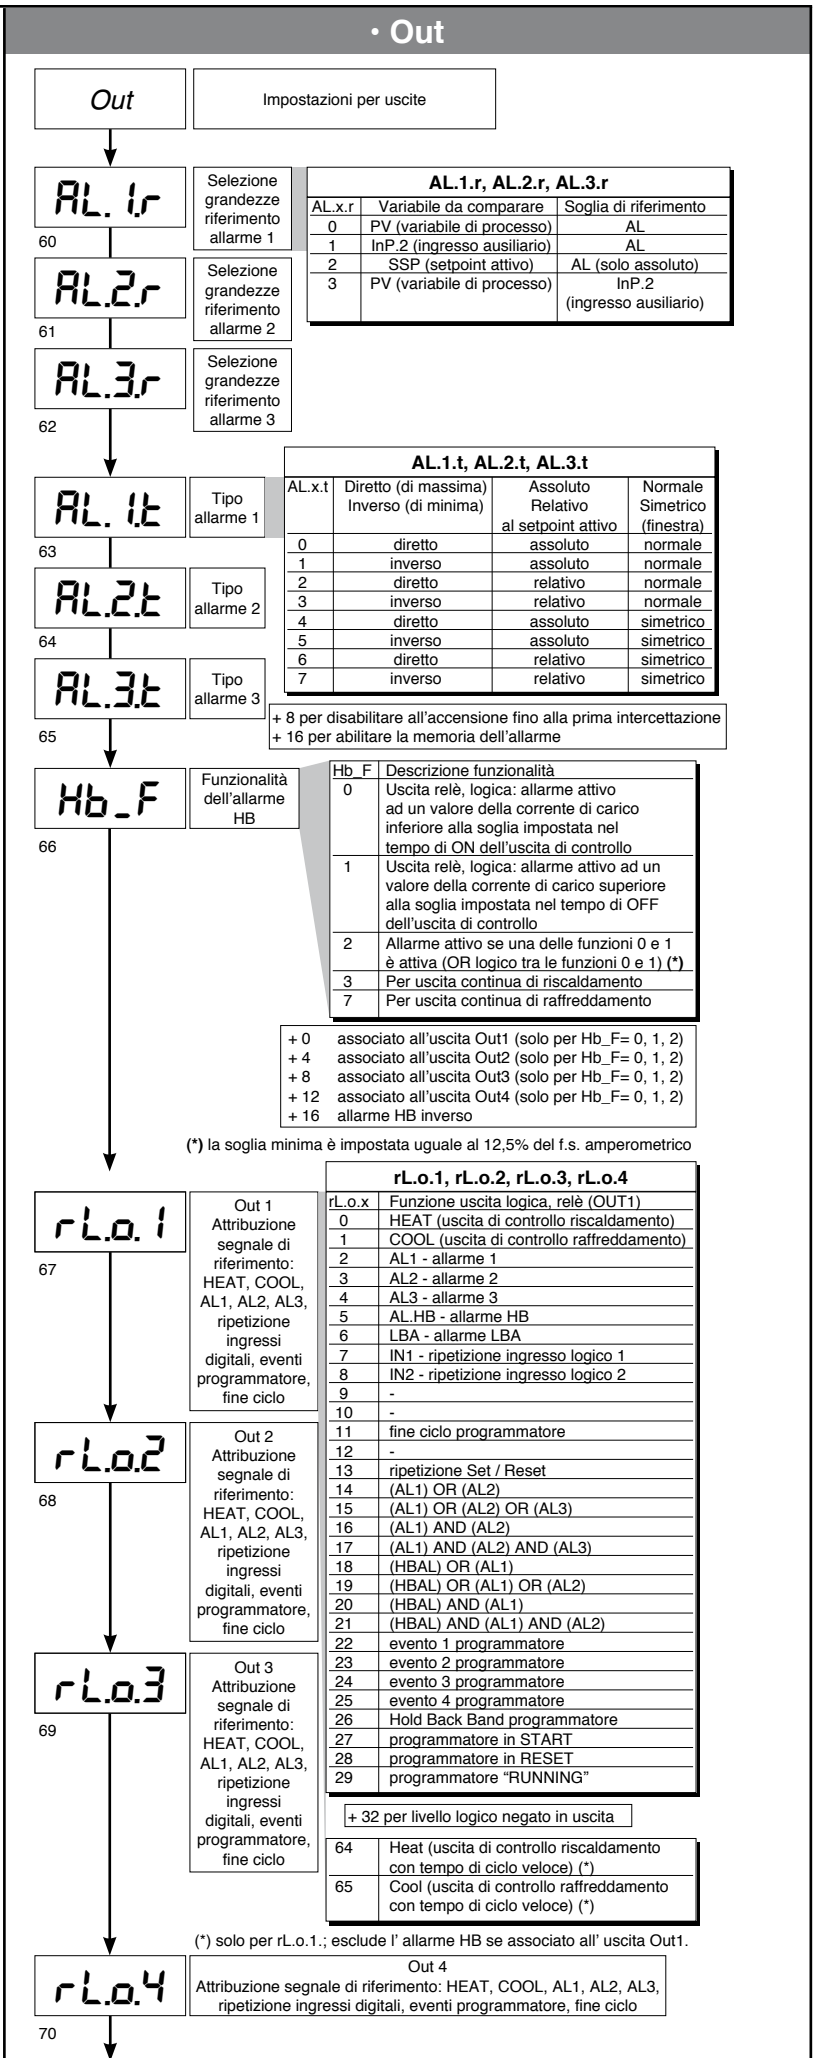 • Out
Out
Impostazioni per uscite
AL.1.r
60
Selezione
grandezze
riferimento
allarme 1
AL.1.r, AL.2.r, AL.3.r
AL.x.r Variabile da comparare Soglia di riferimento
0 PV (variabile di processo) AL
1 InP.2 (ingresso ausiliario) AL
2 SSP (setpoint attivo) AL (solo assoluto)
3 PV (variabile di processo) InP.2
(ingresso ausiliario)
AL.2.r
61
Selezione
grandezze
riferimento
allarme 2
AL.3.r
62
Selezione
grandezze
riferimento
allarme 3
AL.1.t
63
Tipo
allarme 1
AL.1.t, AL.2.t, AL.3.t
AL.x.t Diretto (di massima) Assoluto Normale
Inverso (di minima) Relativo Simetrico
al setpoint attivo (finestra)
0 diretto assoluto normale
1 inverso assoluto normale
2 diretto relativo normale
3 inverso relativo normale
4 diretto assoluto simetrico
5 inverso assoluto simetrico
6 diretto relativo simetrico
7 inverso relativo simetrico
AL.2.t
64
Tipo
allarme 2
AL.3.t
65
Tipo
allarme 3
+ 8 per disabilitare all'accensione fino alla prima intercettazione
+ 16 per abilitare la memoria dell'allarme
Hb_F
66
Funzionalità
dell'allarme
HB
Hb_F Descrizione funzionalità
0 Uscita relè, logica: allarme attivo
ad un valore della corrente di carico
inferiore alla soglia impostata nel
tempo di ON dell'uscita di controllo
1 Uscita relè, logica: allarme attivo ad un
valore della corrente di carico superiore
alla soglia impostata nel tempo di OFF
dell'uscita di controllo
2 Allarme attivo se una delle funzioni 0 e 1
è attiva (OR logico tra le funzioni 0 e 1) (*)
3 Per uscita continua di riscaldamento
7 Per uscita continua di raffreddamento
+ 0 associato all'uscita Out1 (solo per Hb_F= 0, 1, 2)
+ 4 associato all'uscita Out2 (solo per Hb_F= 0, 1, 2)
+ 8 associato all'uscita Out3 (solo per Hb_F= 0, 1, 2)
+ 12 associato all'uscita Out4 (solo per Hb_F= 0, 1, 2)
+ 16 allarme HB inverso
(*) la soglia minima è impostata uguale al 12,5% del f.s. amperometrico
rL.o.1
67
Out 1
Attribuzione
segnale di
riferimento:
HEAT, COOL,
AL1, AL2, AL3,
ripetizione
ingressi
digitali, eventi
programmatore,
fine ciclo
rL.o.1, rL.o.2, rL.o.3, rL.o.4
rL.o.x Funzione uscita logica, relè (OUT1)
0 HEAT (uscita di controllo riscaldamento)
1 COOL (uscita di controllo raffreddamento)
2 AL1 - allarme 1
3 AL2 - allarme 2
4 AL3 - allarme 3
5 AL.HB - allarme HB
6 LBA - allarme LBA
7 IN1 - ripetizione ingresso logico 1
8 IN2 - ripetizione ingresso logico 2
9 -
10 -
11 fine ciclo programmatore
12 -
13 ripetizione Set / Reset
14 (AL1) OR (AL2)
15 (AL1) OR (AL2) OR (AL3)
16 (AL1) AND (AL2)
17 (AL1) AND (AL2) AND (AL3)
18 (HBAL) OR (AL1)
19 (HBAL) OR (AL1) OR (AL2)
20 (HBAL) AND (AL1)
21 (HBAL) AND (AL1) AND (AL2)
22 evento 1 programmatore
23 evento 2 programmatore
24 evento 3 programmatore
25 evento 4 programmatore
26 Hold Back Band programmatore
27 programmatore in START
28 programmatore in RESET
29 programmatore “RUNNING”
rL.o.2
68
Out 2
Attribuzione
segnale di
riferimento:
HEAT, COOL,
AL1, AL2, AL3,
ripetizione
ingressi
digitali, eventi
programmatore,
fine ciclo
rL.o.3
69
Out 3
Attribuzione
segnale di
riferimento:
HEAT, COOL,
AL1, AL2, AL3,
ripetizione
ingressi
digitali, eventi
programmatore,
fine ciclo
+ 32 per livello logico negato in uscita
64 Heat (uscita di controllo riscaldamento
con tempo di ciclo veloce) (*)
65 Cool (uscita di controllo raffreddamento
con tempo di ciclo veloce) (*)
(*) solo per rL.o.1.; esclude l' allarme HB se associato all' uscita Out1.
rL.o.4
70
Out 4
Attribuzione segnale di riferimento: HEAT, COOL, AL1, AL2, AL3,
ripetizione ingressi digitali, eventi programmatore, fine ciclo